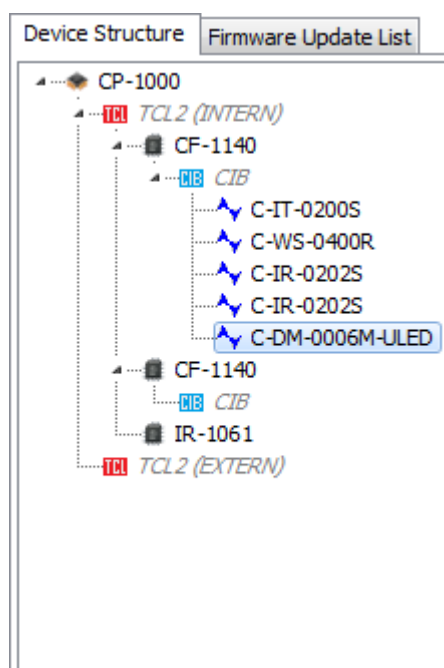 Device Structure
Firmware Update List
CP-1000
TCL TCL2 (INTERN)
CF-1140
CIB CIB
C-IT-0200S
C-WS-0400R
C-IR-0202S
C-IR-0202S
C-DM-0006M-ULED
CF-1140
CIB CIB
IR-1061
TCL TCL2 (EXTERN)